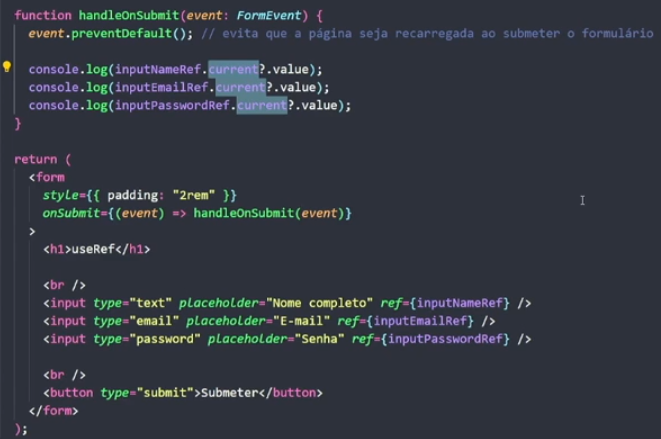 function handleOnSubmit(event: FormEvent) {
  event.preventDefault(); // evita que a página seja recarregada ao submeter o formulário

  console.log(inputNameRef.current?.value);
  console.log(inputEmailRef.current?.value);
  console.log(inputPasswordRef.current?.value);
}

return (
  <form
    style={{ padding: "2rem" }}
    onSubmit={(event) => handleOnSubmit(event)}
  >
    <h1>useRef</h1>

    <br />
    <input type="text" placeholder="Nome completo" ref={inputNameRef} />
    <input type="email" placeholder="E-mail" ref={inputEmailRef} />
    <input type="password" placeholder="Senha" ref={inputPasswordRef} />

    <br />
    <button type="submit">Submeter</button>
  </form>
);